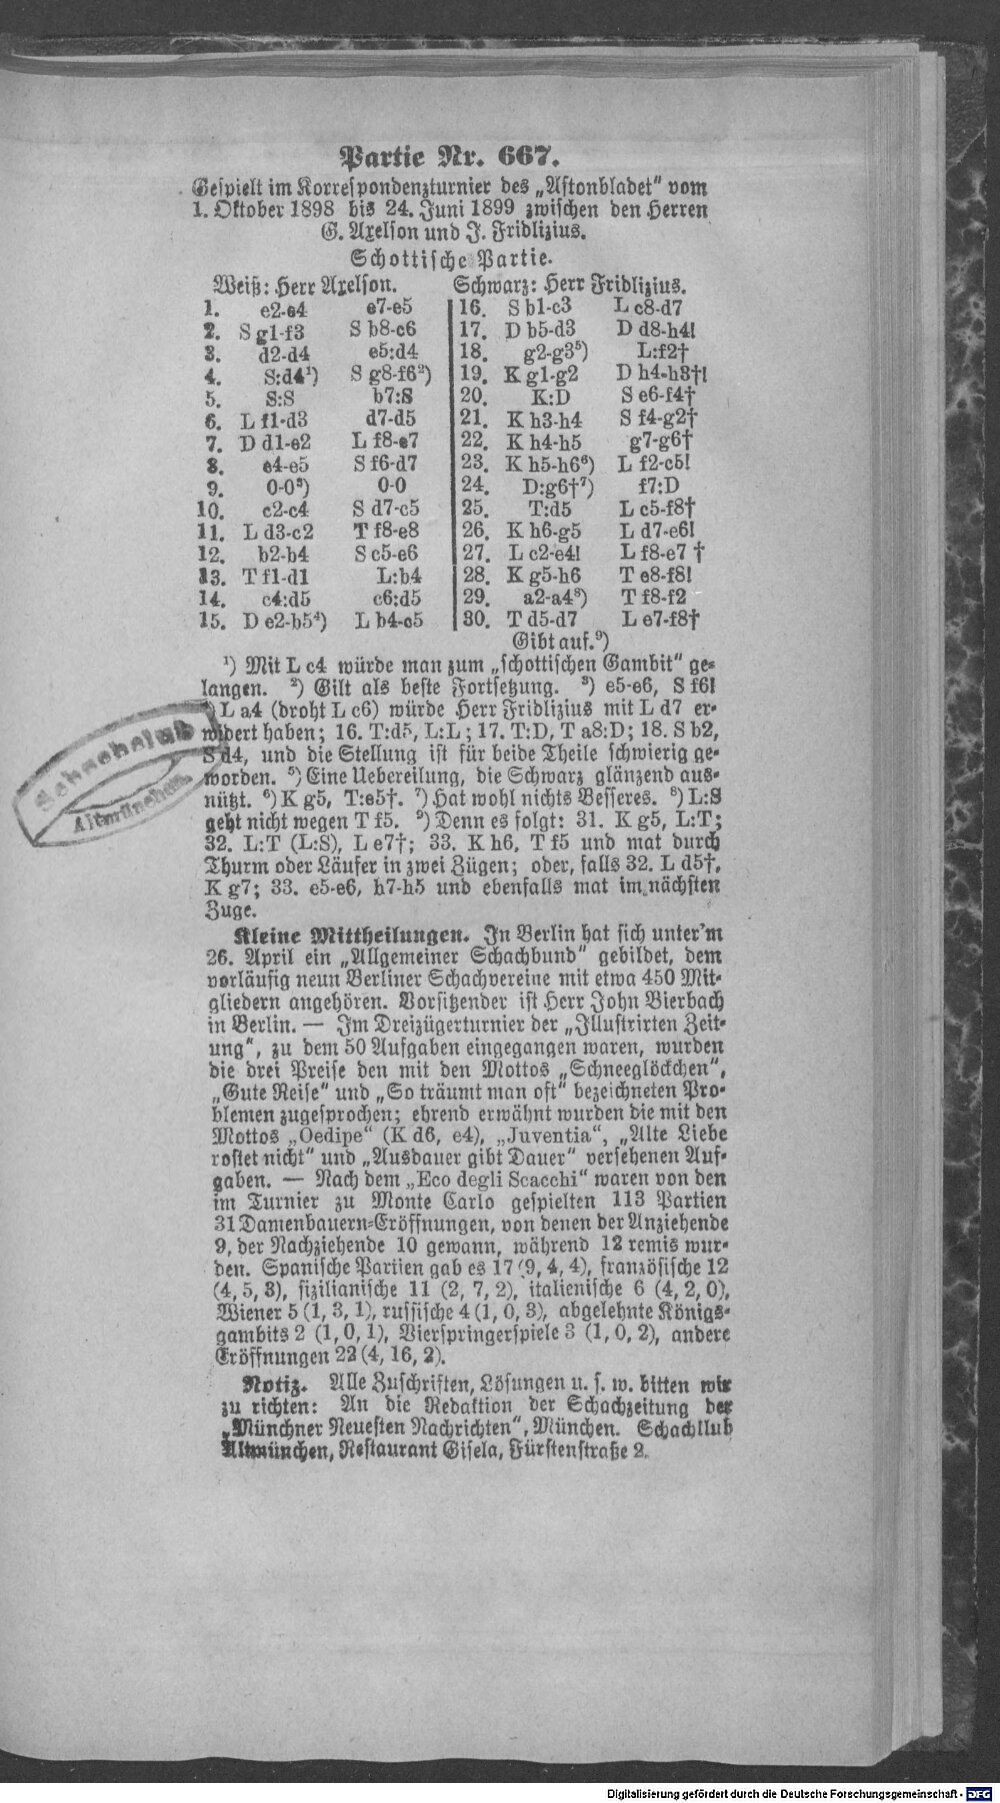 Partie Nr. 667.
Gespielt im Korrespondenzturnier des „Aftonbladet“ vom
1. Oktober 1898 bis 24. Juni 1899 zwischen den Herren
G. Axelson und J. Fridlizius.
Schottische Partie.
Weiß: Herr Axelson. Schwarz: Herr Fridlizius.
1. e2-e4 e7-e5
2. S g1-f3 S b8-c6
3. d2-d4 e5:d4
4. S:d4¹) S g8-f6²)
5. S:S b7:S
6. L f1-d3 d7-d5
7. D d1-e2 L f8-e7
8. e4-e5 S f6-d7
9. 0-0³) 0-0
10. c2-c4 S d7-c5
11. L d3-c2 T f8-e8
12. b2-b4 S c5-e6
13. T f1-d1 L:b4
14. c4:d5 c6:d5
15. D e2-b5⁴) L b4-c5
16. S b1-c3 L c8-d7
17. D b5-d3 D d8-h4!
18. g2-g3⁵) L:f2†
19. K g1-g2 D h4-h3†!
20. K:D S e6-f4†
21. K h3-h4 S f4-g2†
22. K h4-h5 g7-g6†
23. K h5-h6⁶) L f2-c5!
24. D:g6†⁷) f7:D
25. T:d5 L c5-f8†
26. K h6-g5 L d7-e6!
27. L c2-e4! L f8-e7 †
28. K g5-h6 T e8-f8!
29. a2-a4⁸) T f8-f2
30. T d5-d7 L e7-f8†
Gibt auf.⁹)
¹) Mit L c4 würde man zum „schottischen Gambit“ ge-
langen. ²) Gilt als beste Fortsetzung. ³) e5-e6, S f6!
⁴) L a4 (droht L c6) würde Herr Fridlizius mit L d7 er-
widert haben; 16. T:d5, L:L; 17. T:D, T a8:D; 18. S b2,
S d4, und die Stellung ist für beide Theile schwierig ge-
worden. ⁵) Eine Uebereilung, die Schwarz glänzend aus-
nützt. ⁶) K g5, T:e5†. ⁷) Hat wohl nichts Besseres. ⁸) L:S
geht nicht wegen T f5. ⁹) Denn es folgt: 31. K g5, L:T;
32. L:T (L:S), L e7†; 33. K h6, T f5 und mat durch
Thurm oder Läufer in zwei Zügen; oder, falls 32. L d5†,
K g7; 33. e5-e6, h7-h5 und ebenfalls mat im nächsten
Zuge.
Kleine Mittheilungen. In Berlin hat sich unter'm
26. April ein „Allgemeiner Schachbund“ gebildet, dem
vorläufig neun Berliner Schachvereine mit etwa 450 Mit-
gliedern angehören. Vorsitzender ist Herr John Bierbach
in Berlin. — Im Dreizügerturnier der „Illustrirten Zeit-
ung“, zu dem 50 Aufgaben eingegangen waren, wurden
die drei Preise den mit den Mottos „Schneeglöckchen“,
„Gute Reise“ und „So träumt man oft“ bezeichneten Pro-
blemen zugesprochen; ehrend erwähnt wurden die mit den
Mottos „Oedipe“ (K d6, e4), „Juventia“, „Alte Liebe
rostet nicht“ und „Ausdauer gibt Dauer“ versehenen Auf-
gaben. — Nach dem „Eco degli Scacchi“ waren von den
im Turnier zu Monte Carlo gespielten 113 Partien
31 Damenbauern-Eröffnungen, von denen der Anziehende
9, der Nachziehende 10 gewann, während 12 remis wur-
den. Spanische Partien gab es 17 (9, 4, 4), französische 12
(4, 5, 3), sizilianische 11 (2, 7, 2), italienische 6 (4, 2, 0),
Wiener 5 (1, 3, 1), russische 4 (1, 0, 3), abgelehnte Königs-
gambits 2 (1, 0, 1), Vierspringerspiele 3 (1, 0, 2), andere
Eröffnungen 22 (4, 16, 2).
Notiz. Alle Zuschriften, Lösungen u. s. w. bitten wir
zu richten: An die Redaktion der Schachzeitung der
„Münchner Neuesten Nachrichten“, München. Schachklub
Altmünchen, Restaurant Gisela, Fürstenstraße 2.
Schachclub
Altmünchen
Digitalisierung gefördert durch die Deutsche Forschungsgemeinschaft - DFG